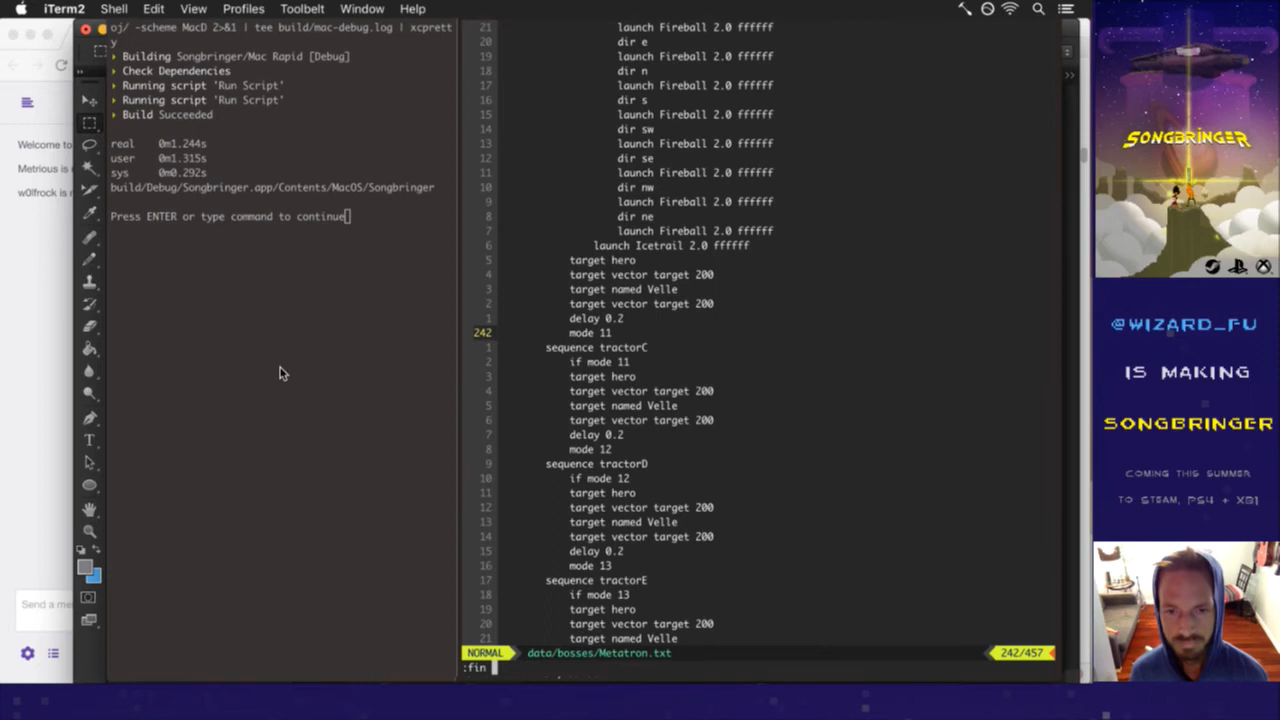 iTerm2 Shell Edit View Profiles Toolbelt Window Help
oj/ -scheme MacD 2>&1 | tee build/mac-debug.log | xcprett
y
Building Songbringer/Mac Rapid [Debug]
Check Dependencies
Running script 'Run Script'
Running script 'Run Script'
Build Succeeded
real 0m1.244s
user 0m1.315s
sys 0m0.292s
build/Debug/Songbringer.app/Contents/MacOS/Songbringer
Press ENTER or type command to continue
Welcome to
Metrious is
w0lfrock is
Send a me
21 launch Fireball 2.0 ffffff
20 dir e
19 launch Fireball 2.0 ffffff
18 dir n
17 launch Fireball 2.0 ffffff
16 dir s
15 launch Fireball 2.0 ffffff
14 dir sw
13 launch Fireball 2.0 ffffff
12 dir se
11 launch Fireball 2.0 ffffff
10 dir nw
9 launch Fireball 2.0 ffffff
8 dir ne
7 launch Fireball 2.0 ffffff
6 launch Icetrail 2.0 ffffff
5 target hero
4 target vector target 200
3 target named Velle
2 target vector target 200
1 delay 0.2
242 mode 11
1 sequence tractorC
2 if mode 11
3 target hero
4 target vector target 200
5 target named Velle
6 target vector target 200
7 delay 0.2
8 mode 12
9 sequence tractorD
10 if mode 12
11 target hero
12 target vector target 200
13 target named Velle
14 target vector target 200
15 delay 0.2
16 mode 13
17 sequence tractorE
18 if mode 13
19 target hero
20 target vector target 200
21 target named Velle
NORMAL data/bosses/Metatron.txt 242/457
:fin
SONGBRINGER
@WIZARD_FU
IS MAKING
SONGBRINGER
COMING THIS SUMMER
TO STEAM, PS4 + XB1